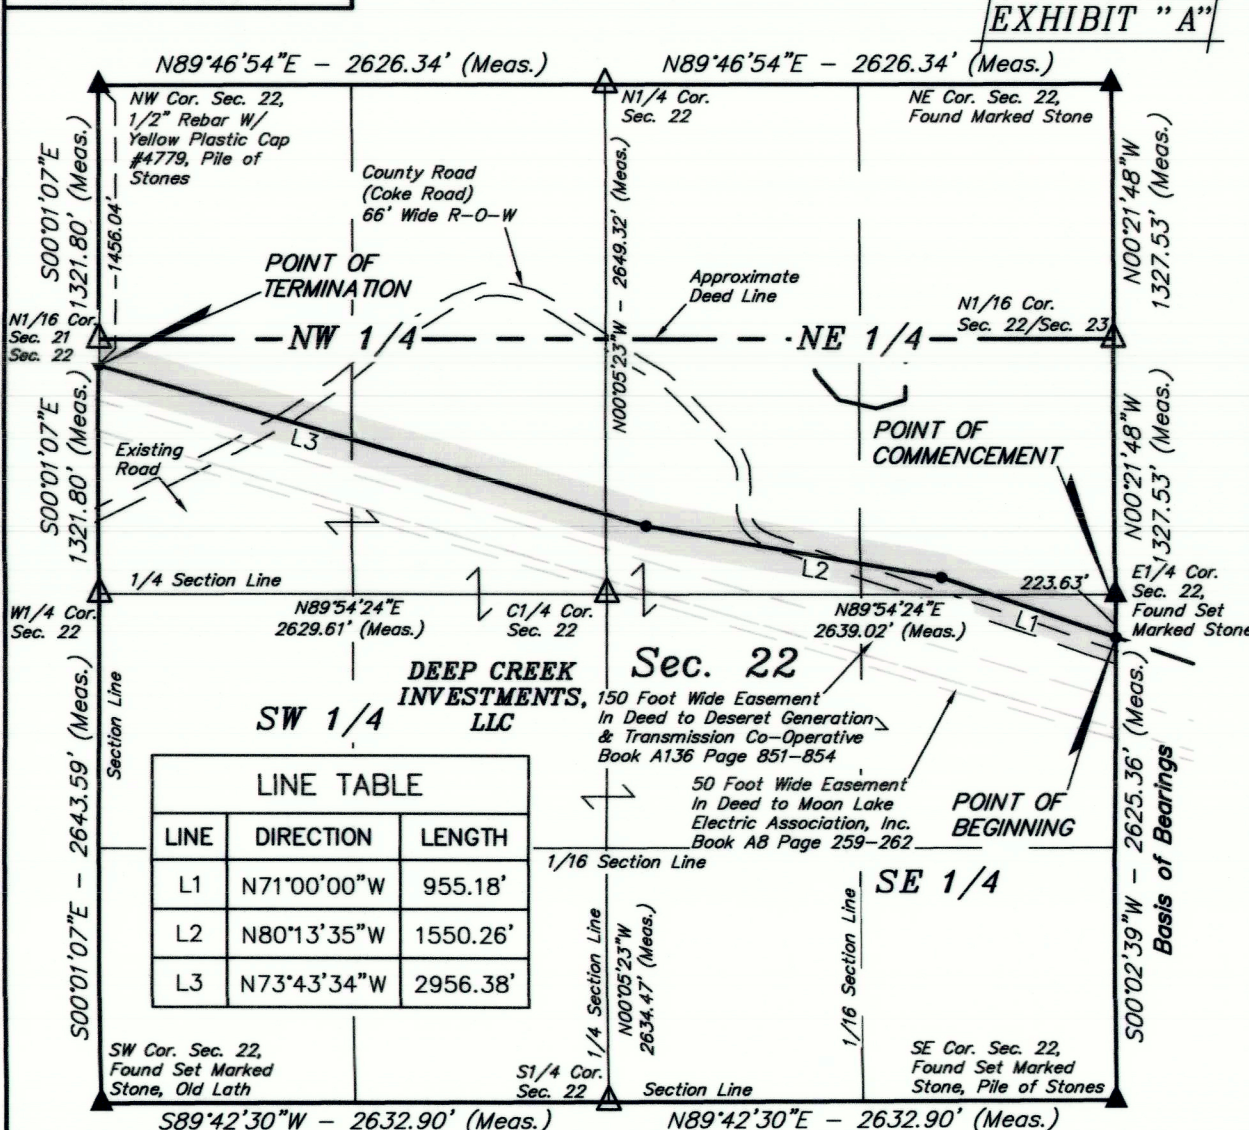 EXHIBIT "A"
N89°46'54"E - 2626.34' (Meas.)
N89°46'54"E - 2626.34' (Meas.)
NW Cor. Sec. 22,
1/2" Rebar W/
Yellow Plastic Cap
#4779, Pile of
Stones
N1/4 Cor.
Sec. 22
NE Cor. Sec. 22,
Found Marked Stone
S00°01'07"E
1321.80' (Meas.)
1456.04'
County Road
(Coke Road)
66' Wide R-O-W
N00°05'23"W - 2649.32' (Meas.)
N00°21'48"W
1327.53' (Meas.)
POINT OF
TERMINATION
Approximate
Deed Line
N1/16 Cor.
Sec. 22/Sec. 23
N1/16 Cor.
Sec. 21
Sec. 22
NW 1/4
NE 1/4
S00°01'07"E
1321.80' (Meas.)
Existing
Road
L3
POINT OF
COMMENCEMENT
N00°21'48"W
1327.53' (Meas.)
L2
223.63'
L1
1/4 Section Line
E1/4 Cor.
Sec. 22,
Found Set
Marked Stone
W1/4 Cor.
Sec. 22
N89°54'24"E
2629.61' (Meas.)
C1/4 Cor.
Sec. 22
N89°54'24"E
2639.02' (Meas.)
DEEP CREEK
INVESTMENTS,
LLC
Sec. 22
SW 1/4
150 Foot Wide Easement
In Deed to Deseret Generation
& Transmission Co-Operative
Book A136 Page 851-854
50 Foot Wide Easement
In Deed to Moon Lake
Electric Association, Inc.
Book A8 Page 259-262
POINT OF
BEGINNING
S00°01'07"E - 2643.59' (Meas.)
Section Line
LINE TABLE
LINE DIRECTION LENGTH
L1 N71°00'00"W 955.18'
L2 N80°13'35"W 1550.26'
L3 N73°43'34"W 2956.38'
1/16 Section Line
SE 1/4
1/4 Section Line
N00°05'23"W
2634.47' (Meas.)
1/16 Section Line
S00°02'39"W - 2625.36' (Meas.)
Basis of Bearings
SW Cor. Sec. 22,
Found Set Marked
Stone, Old Lath
S1/4 Cor.
Sec. 22
Section Line
SE Cor. Sec. 22,
Found Set Marked
Stone, Pile of Stones
S89°42'30"W - 2632.90' (Meas.)
N89°42'30"E - 2632.90' (Meas.)